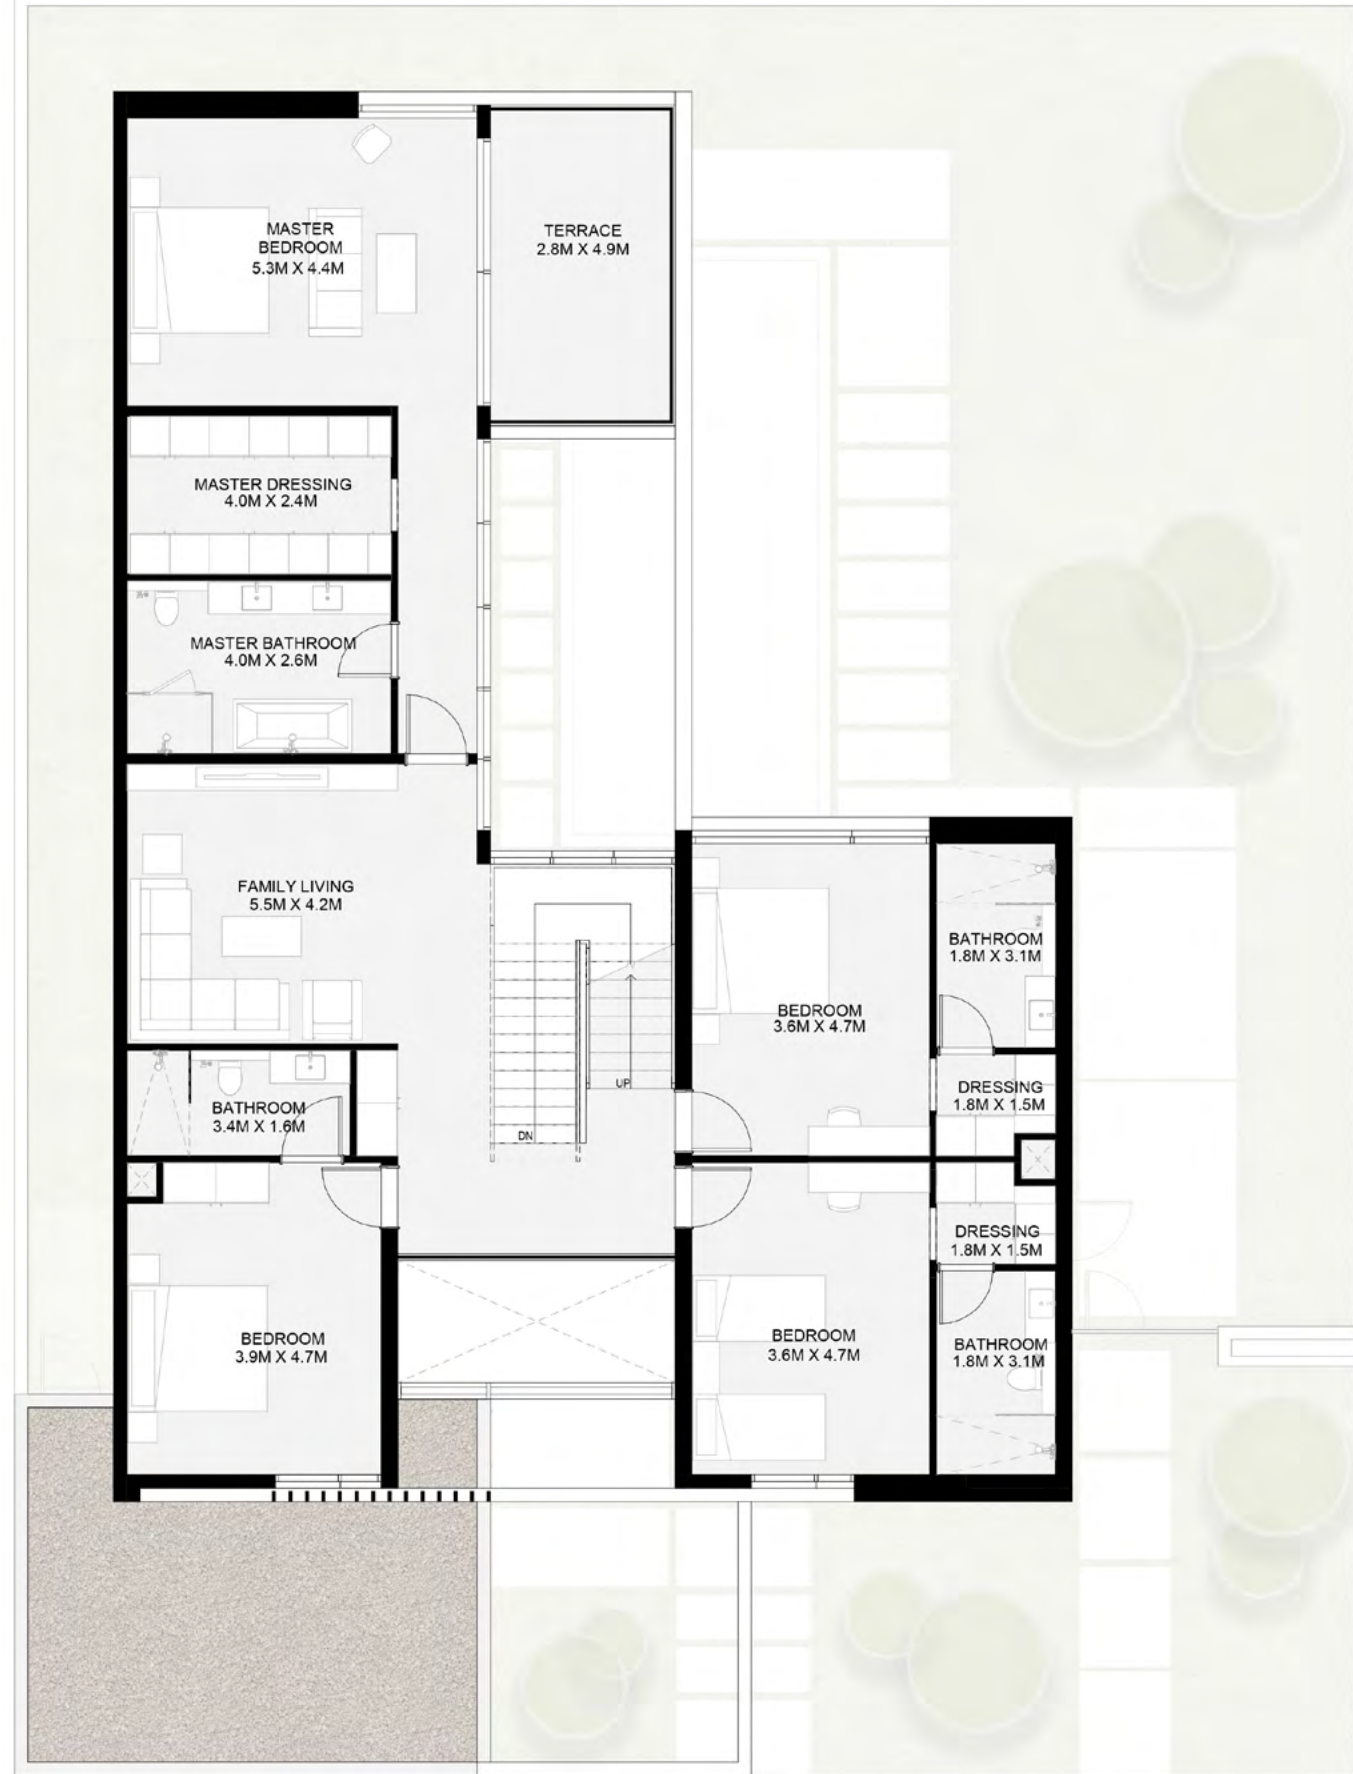 MASTER
BEDROOM
5.3M X 4.4M
TERRACE
2.8M X 4.9M
MASTER DRESSING
4.0M X 2.4M
MASTER BATHROOM
4.0M X 2.6M
FAMILY LIVING
5.5M X 4.2M
BATHROOM
1.8M X 3.1M
BEDROOM
3.6M X 4.7M
UP
DRESSING
1.8M X 1.5M
BATHROOM
3.4M X 1.6M
DN
DRESSING
1.8M X 1.5M
BEDROOM
3.9M X 4.7M
BEDROOM
3.6M X 4.7M
BATHROOM
1.8M X 3.1M